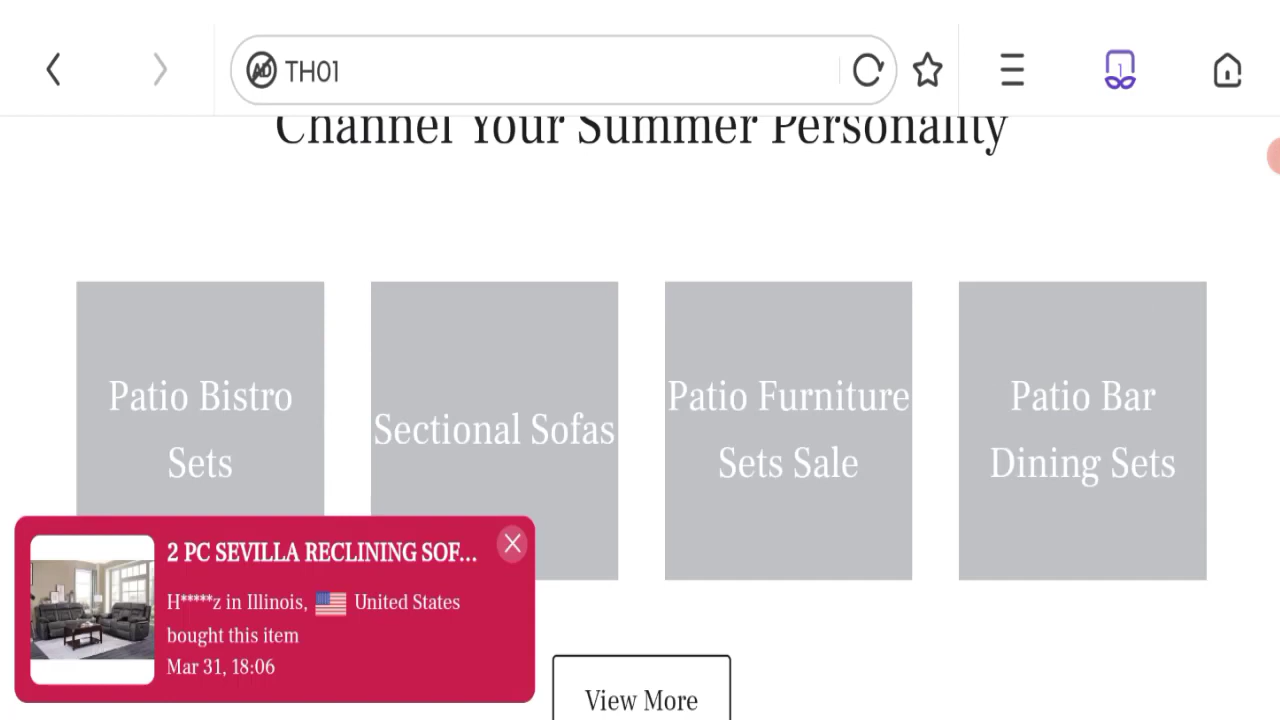 TH01
Channel Your Summer Personality
Patio Bistro
Sets
Sectional Sofas
Patio Furniture
Sets Sale
Patio Bar
Dining Sets
2 PC SEVILLA RECLINING SOF...
H*****z in Illinois, United States
bought this item
Mar 31, 18:06
View More
1